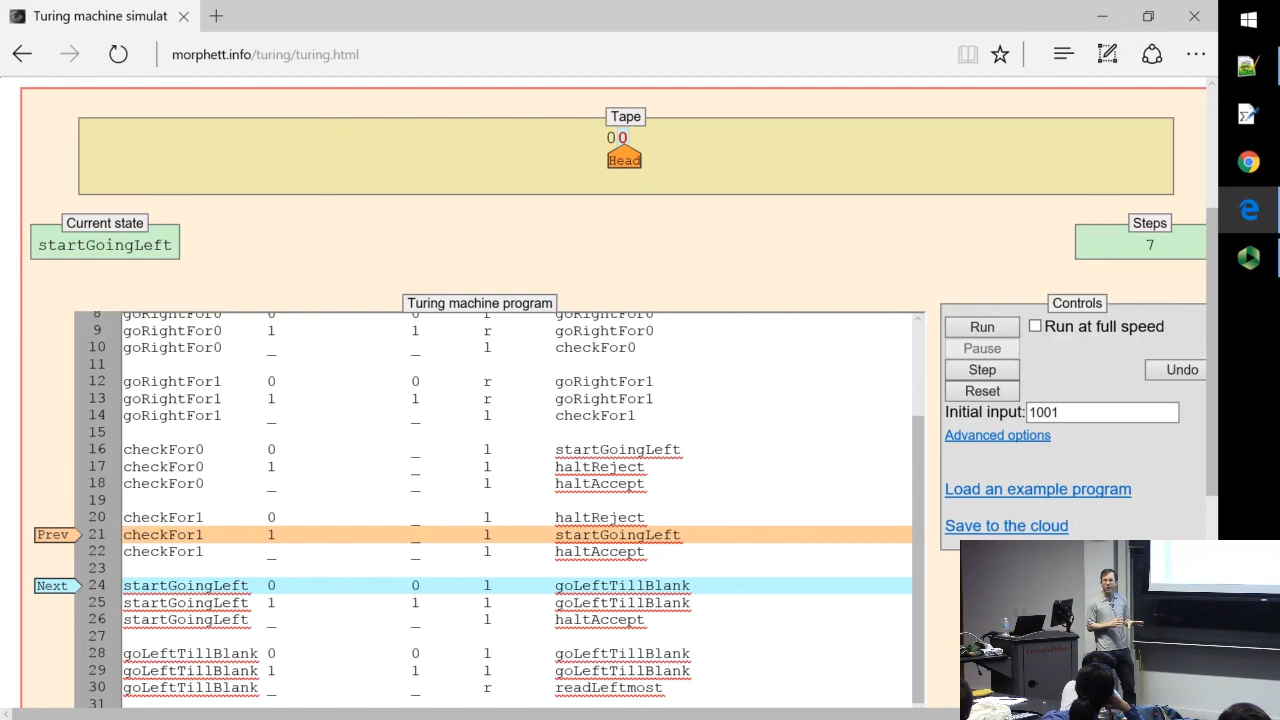 Turing machine simulat
morphett.info/turing/turing.html
Tape
00
Head
Current state
startGoingLeft
Steps
7
Turing machine program
8 goRightFor0 0 0 r goRightFor0
9 goRightFor0 1 1 r goRightFor0
10 goRightFor0 _ _ l checkFor0
11
12 goRightFor1 0 0 r goRightFor1
13 goRightFor1 1 1 r goRightFor1
14 goRightFor1 _ _ l checkFor1
15
16 checkFor0 0 _ l startGoingLeft
17 checkFor0 1 _ l haltReject
18 checkFor0 _ _ l haltAccept
19
20 checkFor1 0 _ l haltReject
Prev 21 checkFor1 1 _ l startGoingLeft
22 checkFor1 _ _ l haltAccept
23
Next 24 startGoingLeft 0 0 l goLeftTillBlank
25 startGoingLeft 1 1 l goLeftTillBlank
26 startGoingLeft _ _ l haltAccept
27
28 goLeftTillBlank 0 0 l goLeftTillBlank
29 goLeftTillBlank 1 1 l goLeftTillBlank
30 goLeftTillBlank _ _ r readLeftmost
31
Controls
Run
Run at full speed
Pause
Step
Undo
Reset
Initial input: 1001
Advanced options
Load an example program
Save to the cloud